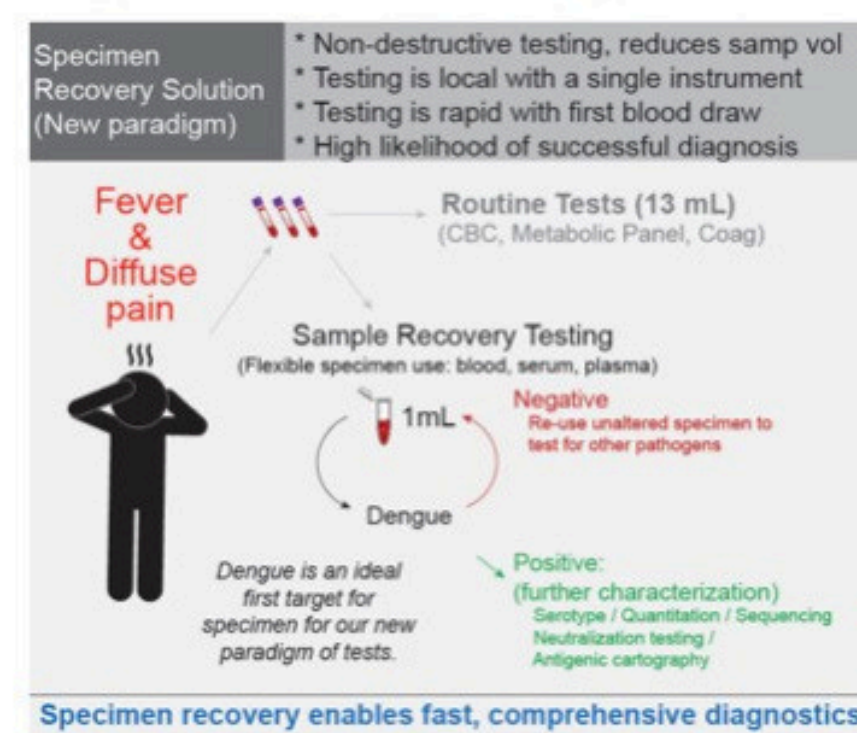 Specimen
Recovery Solution
(New paradigm)
* Non-destructive testing, reduces samp vol
* Testing is local with a single instrument
* Testing is rapid with first blood draw
* High likelihood of successful diagnosis
Fever
&
Diffuse
pain
Routine Tests (13 mL)
(CBC, Metabolic Panel, Coag)
Sample Recovery Testing
(Flexible specimen use: blood, serum, plasma)
1mL
Negative
Re-use unaltered specimen to
test for other pathogens
Dengue
Dengue is an ideal
first target for
specimen for our new
paradigm of tests.
Positive:
(further characterization)
Serotype / Quantitation / Sequencing
Neutralization testing /
Antigenic cartography
Specimen recovery enables fast, comprehensive diagnostics